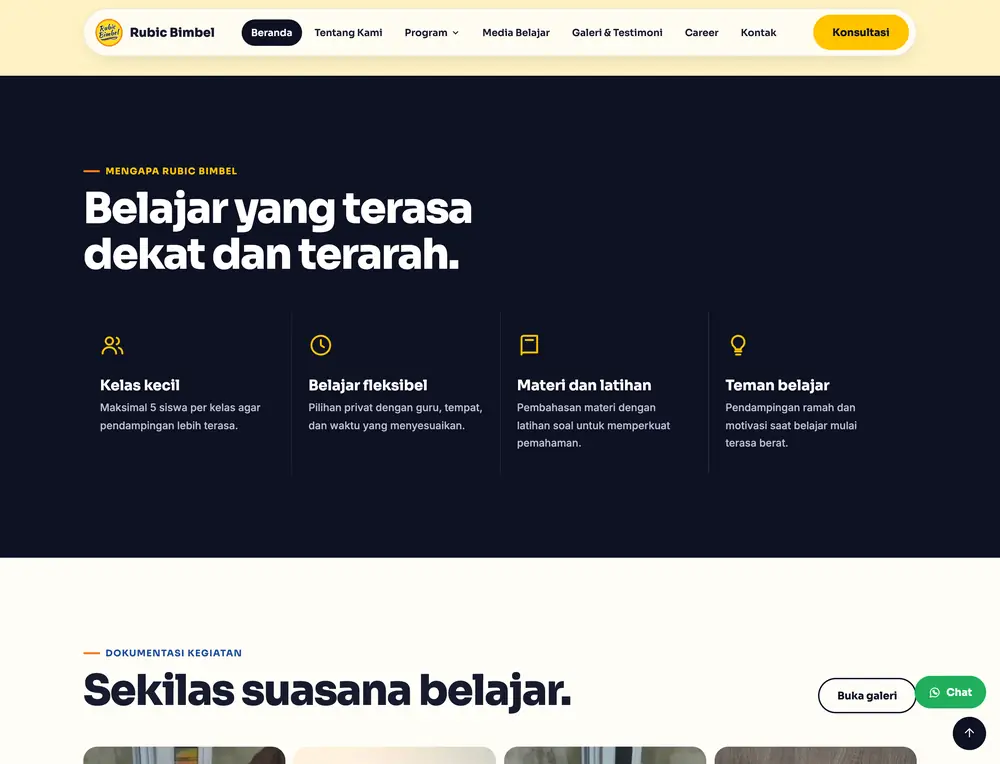 Rubic Bimbel
Rubic Bimbel
Beranda
Tentang Kami
Program
Media Belajar
Galeri & Testimoni
Career
Kontak
Konsultasi
MENGAPA RUBIC BIMBEL
Belajar yang terasa
dekat dan terarah.
Kelas kecil
Maksimal 5 siswa per kelas agar
pendampingan lebih terasa.
Belajar fleksibel
Pilihan privat dengan guru, tempat,
dan waktu yang menyesuaikan.
Materi dan latihan
Pembahasan materi dengan
latihan soal untuk memperkuat
pemahaman.
Teman belajar
Pendampingan ramah dan
motivasi saat belajar mulai
terasa berat.
DOKUMENTASI KEGIATAN
Sekilas suasana belajar.
Buka galeri
Chat